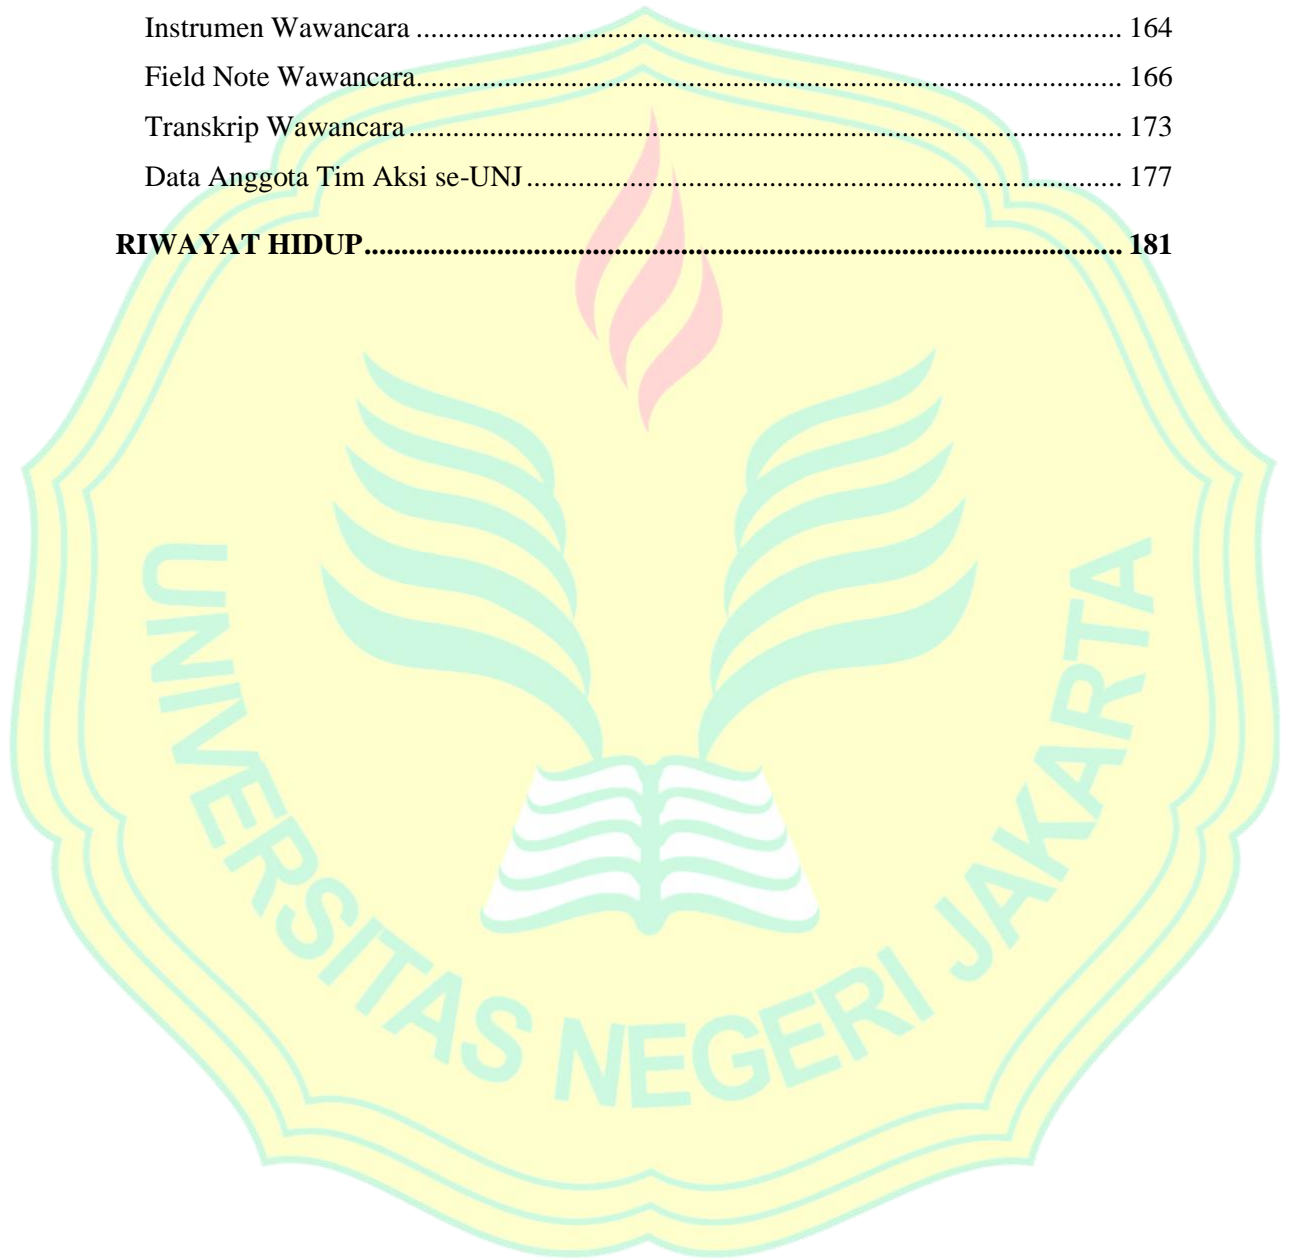 Instrumen Wawancara ................................................................................................ 164
Field Note Wawancara................................................................................................ 166
Transkrip Wawancara ................................................................................................. 173
Data Anggota Tim Aksi se-UNJ ................................................................................. 177
RIWAYAT HIDUP....................................................................................................... 181
UNIVERSITAS NEGERI JAKARTA